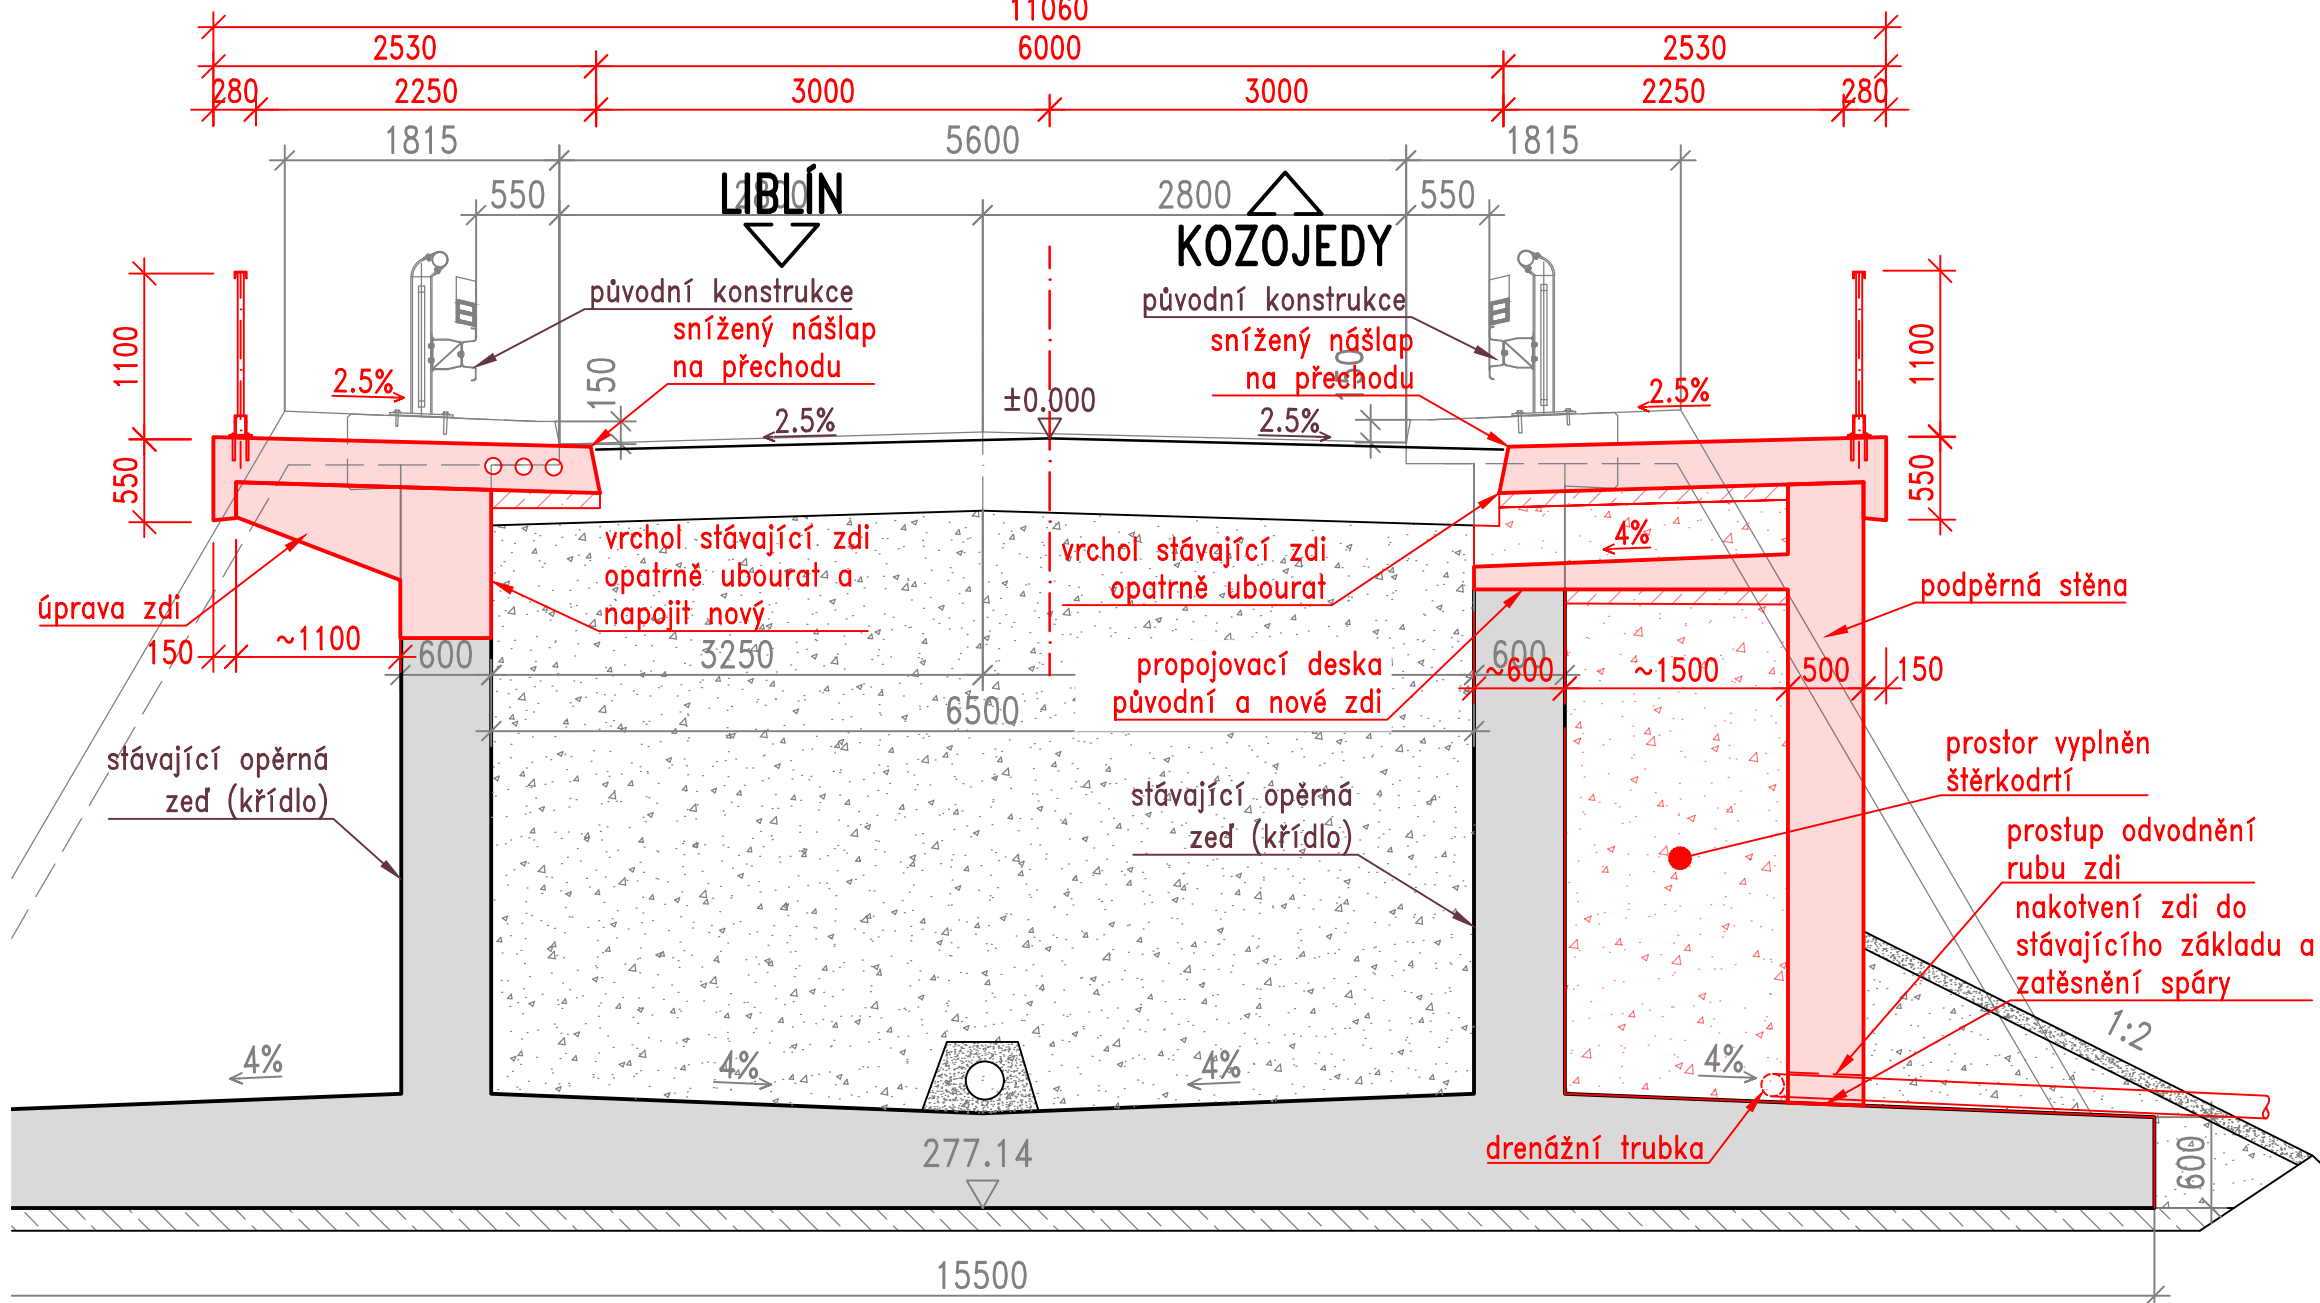 11060
2530 6000 2530
280 2250 3000 3000 2250 280
1815 5600 1815
550 2800 2800 550
LIBLÍN
KOZOJEDY
původní konstrukce
snížený nášlap
na přechodu
původní konstrukce
snížený nášlap
na přechodu
1100
550
2.5%
150
2.5%
±0.000
2.5%
150
2.5%
1100
550
vrchol stávající zdi
opatrně ubourat a
napojit nový
vrchol stávající zdi
opatrně ubourat
4%
podpěrná stěna
úprava zdi
150 ~1100 600 3250
6500
propojovací deska
původní a nové zdi
600
~600 ~1500 500 150
stávající opěrná
zeď (křídlo)
stávající opěrná
zeď (křídlo)
prostor vyplněn
štěrkodrtí
prostup odvodnění
rubu zdi
nakotvení zdi do
stávajícího základu a
zatěsnění spáry
1:2
4% 4% 4% 4%
drenážní trubka
277.14
600
15500